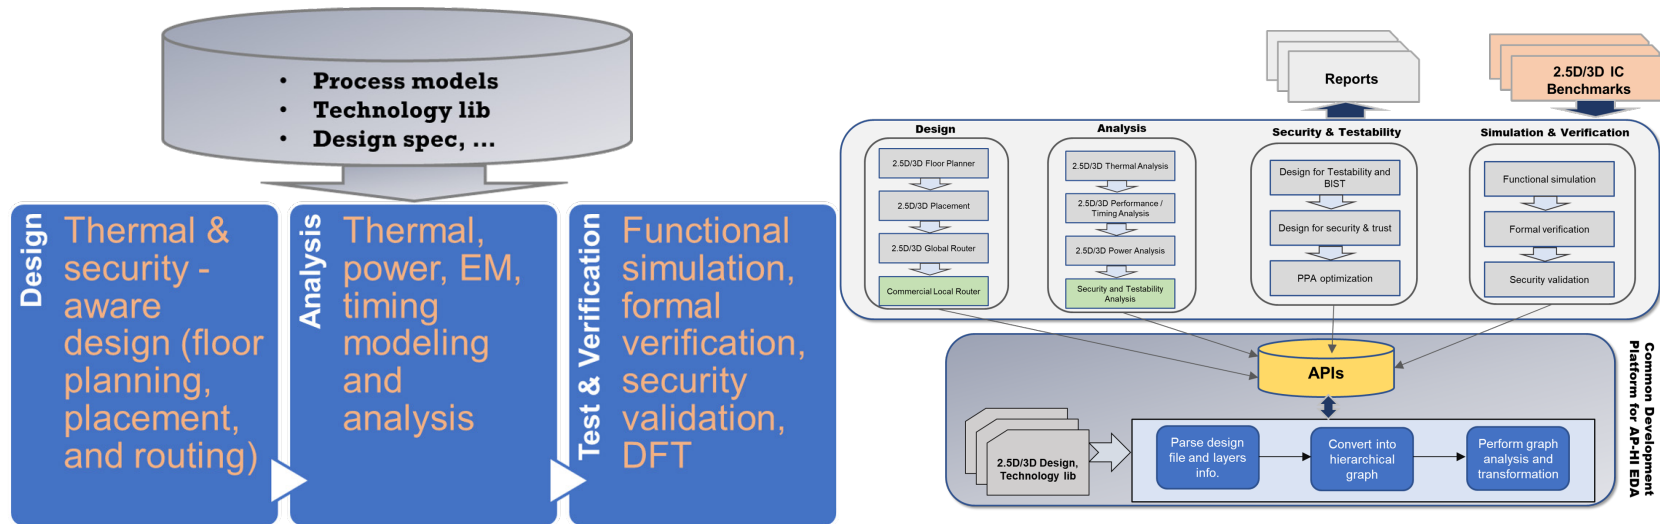 • Process models
• Technology lib
• Design spec, ...
Design
Thermal &
security -
aware
design (floor
planning,
placement,
and routing)
Analysis
Thermal,
power, EM,
timing
modeling
and
analysis
Test & Verification
Functional
simulation,
formal
verification,
security
validation,
DFT
Reports
2.5D/3D IC
Benchmarks
Design
2.5D/3D Floor Planner
2.5D/3D Placement
2.5D/3D Global Router
Commercial Local Router
Analysis
2.5D/3D Thermal Analysis
2.5D/3D Performance /
Timing Analysis
2.5D/3D Power Analysis
Security and Testability
Analysis
Security & Testability
Design for Testability and
BIST
Design for security & trust
PPA optimization
Simulation & Verification
Functional simulation
Formal verification
Security validation
APIs
2.5D/3D Design,
Technology lib
Parse design
file and layers
info.
Convert into
hierarchical
graph
Perform graph
analysis and
transformation
Common Development
Platform for AP-HI EDA